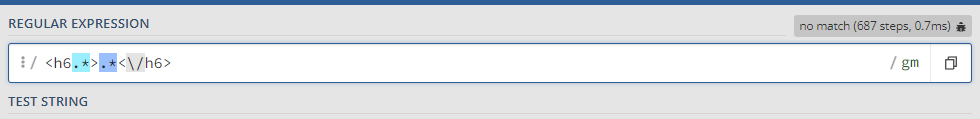 REGULAR EXPRESSION
no match (687 steps, 0.7ms)
/ <h6.*>.*<\/h6> / gm
TEST STRING